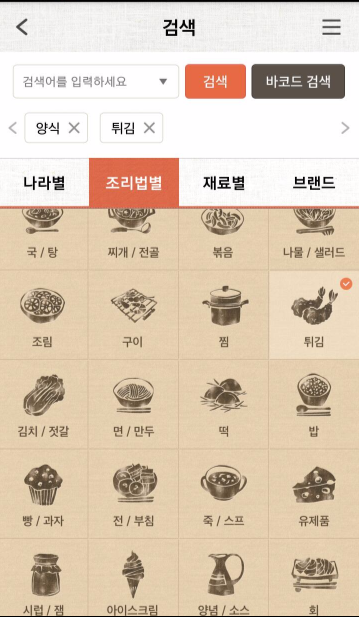 검색
검색어를 입력하세요 검색 바코드 검색
양식 튀김
나라별 조리법별 재료별 브랜드
국 / 탕 찌개 / 전골 볶음 나물 / 샐러드
조림 구이 찜 튀김
김치 / 젓갈 면 / 만두 떡 밥
빵 / 과자 전 / 부침 죽 / 스프 유제품
시럽 / 잼 아이스크림 양념 / 소스 회